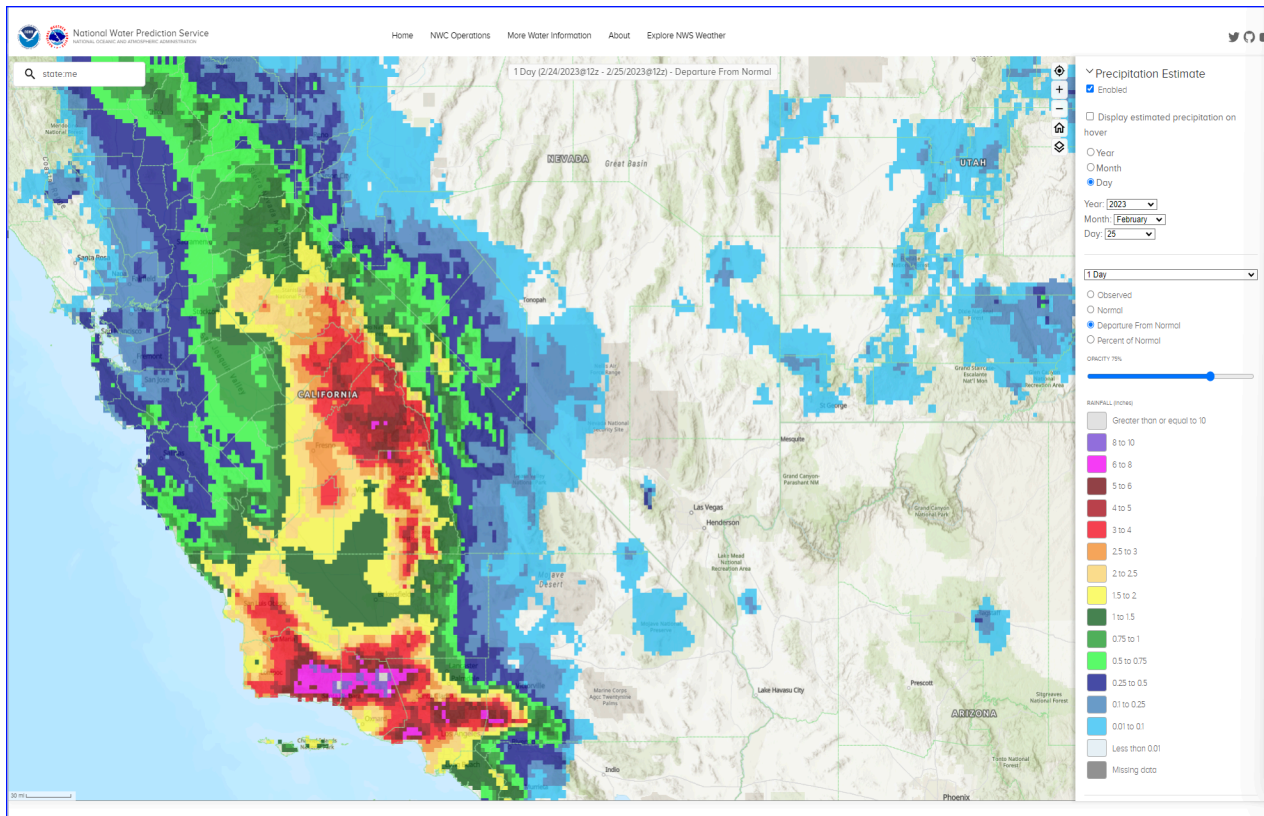 National Water Prediction Service
NATIONAL OCEANIC AND ATMOSPHERIC ADMINISTRATION
Home
NWC Operations
More Water Information
About
Explore NWS Weather
state:me
1 Day (2/24/2023@12z - 2/25/2023@12z) - Departure From Normal
NEVADA
Great Basin
UTAH
Santa Rosa
Tonopah
CALIFORNIA
St George
Mesquite
Grand Canyon-
Parashant NM
Grand Canyon
National Park
Las Vegas
Henderson
Lake Mead
National
Recreation Area
Mojave
Desert
Marine Corps
Agcc Twentynine
Palms
Lake Havasu City
Prescott
Sitgreaves
National Forest
ARIZONA
Tonto National
Forest
Indio
Phoenix
30 mi
Precipitation Estimate
Enabled
Display estimated precipitation on
hover
Year
Month
Day
Year: 2023
Month: February
Day: 25
1 Day
Observed
Normal
Departure From Normal
Percent of Normal
OPACITY 75%
RAINFALL (inches)
Greater than or equal to 10
8 to 10
6 to 8
5 to 6
4 to 5
3 to 4
2.5 to 3
2 to 2.5
1.5 to 2
1 to 1.5
0.75 to 1
0.5 to 0.75
0.25 to 0.5
0.1 to 0.25
0.01 to 0.1
Less than 0.01
Missing data